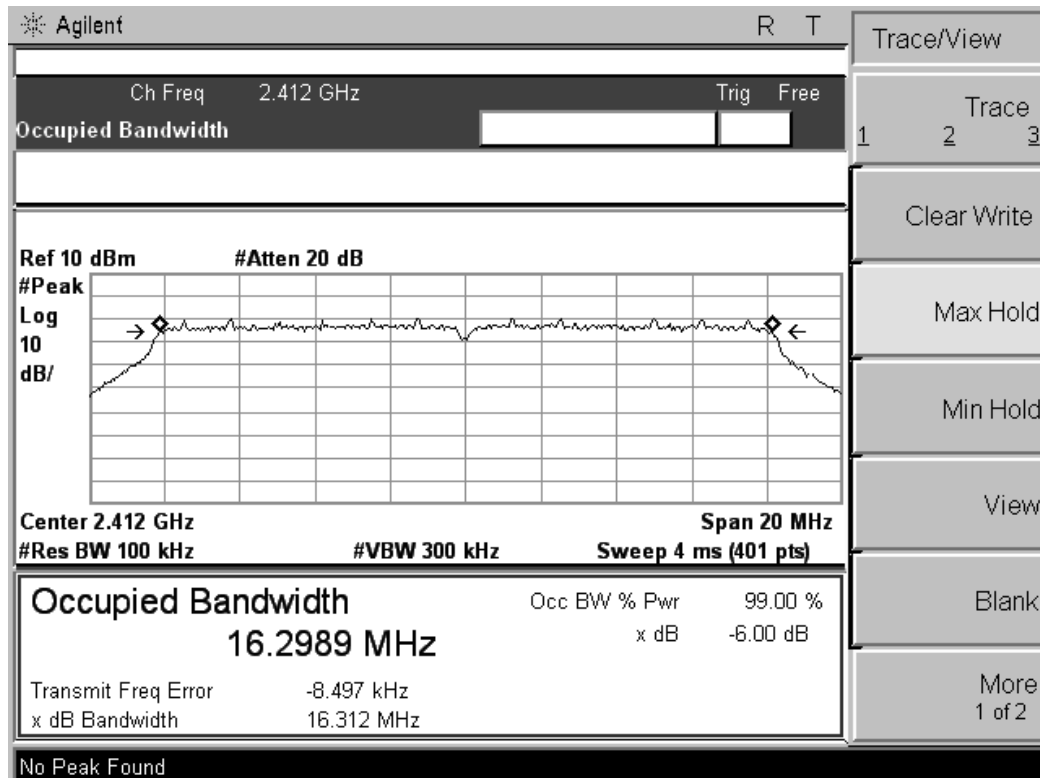 Agilent R T
Trace/View
Ch Freq 2.412 GHz Trig Free
Occupied Bandwidth
Trace
1 2 3
Clear Write
Ref 10 dBm #Atten 20 dB
#Peak
Log
10
dB/
Max Hold
Min Hold
View
Center 2.412 GHz Span 20 MHz
#Res BW 100 kHz #VBW 300 kHz Sweep 4 ms (401 pts)
Occupied Bandwidth
16.2989 MHz
Occ BW % Pwr 99.00 %
x dB -6.00 dB
Blank
Transmit Freq Error -8.497 kHz
x dB Bandwidth 16.312 MHz
More
1 of 2
No Peak Found